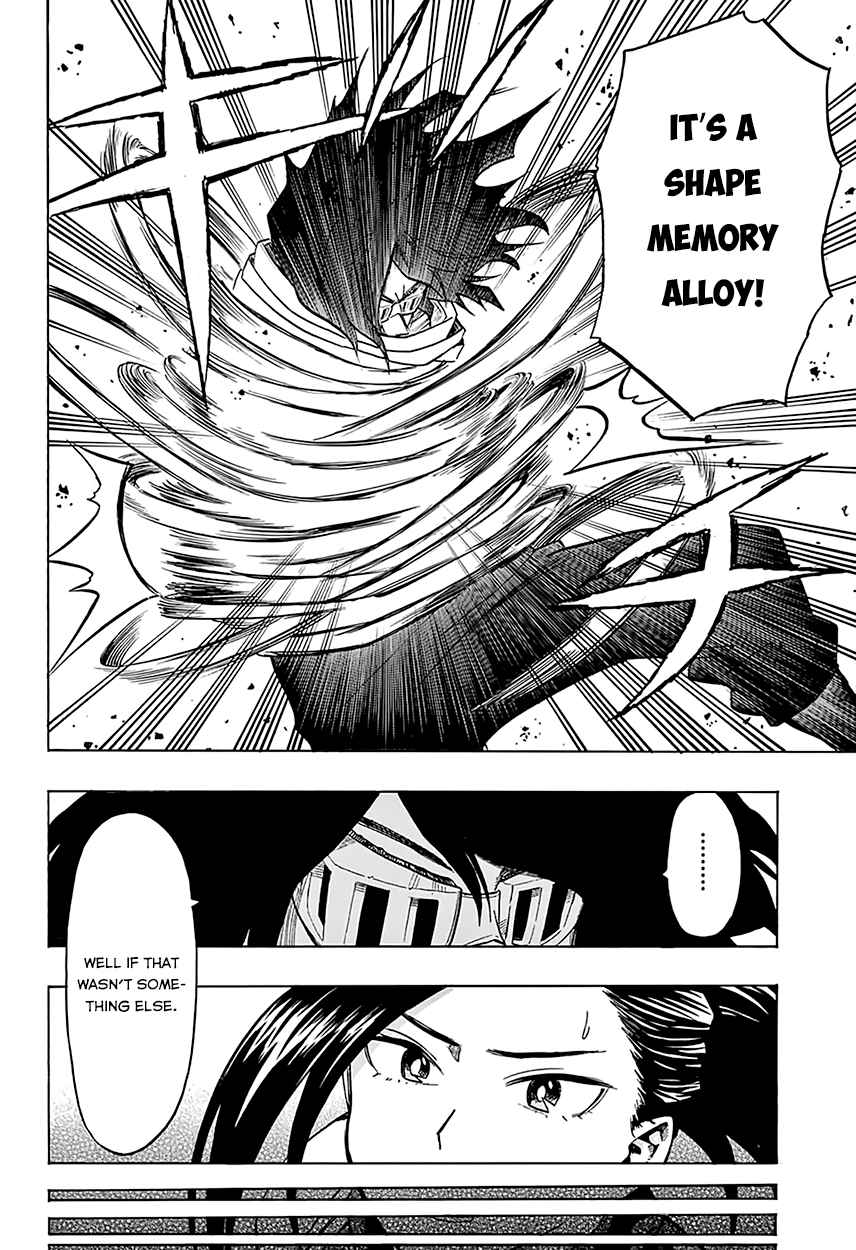 IT'S A
SHAPE
MEMORY
ALLOY!
.........
WELL IF THAT
WASN'T SOME-
THING ELSE.